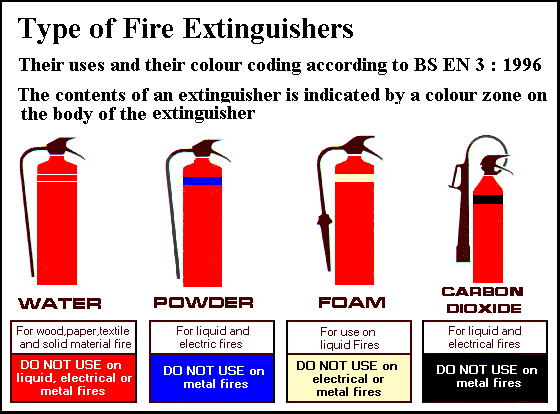 Type of Fire Extinguishers
Their uses and their colour coding according to BS EN 3 : 1996
The contents of an extinguisher is indicated by a colour zone on
the body of the extinguisher
WATER
For wood,paper,textile
and solid material fire
DO NOT USE on
liquid, electrical or
metal fires
POWDER
For liquid and
electric fires
DO NOT USE on
metal fires
FOAM
For use on
liquid Fires
DO NOT USE on
electrical or
metal fires
CARBON
DIOXIDE
For liquid and
electrical fires
DO NOT USE on
metal fires